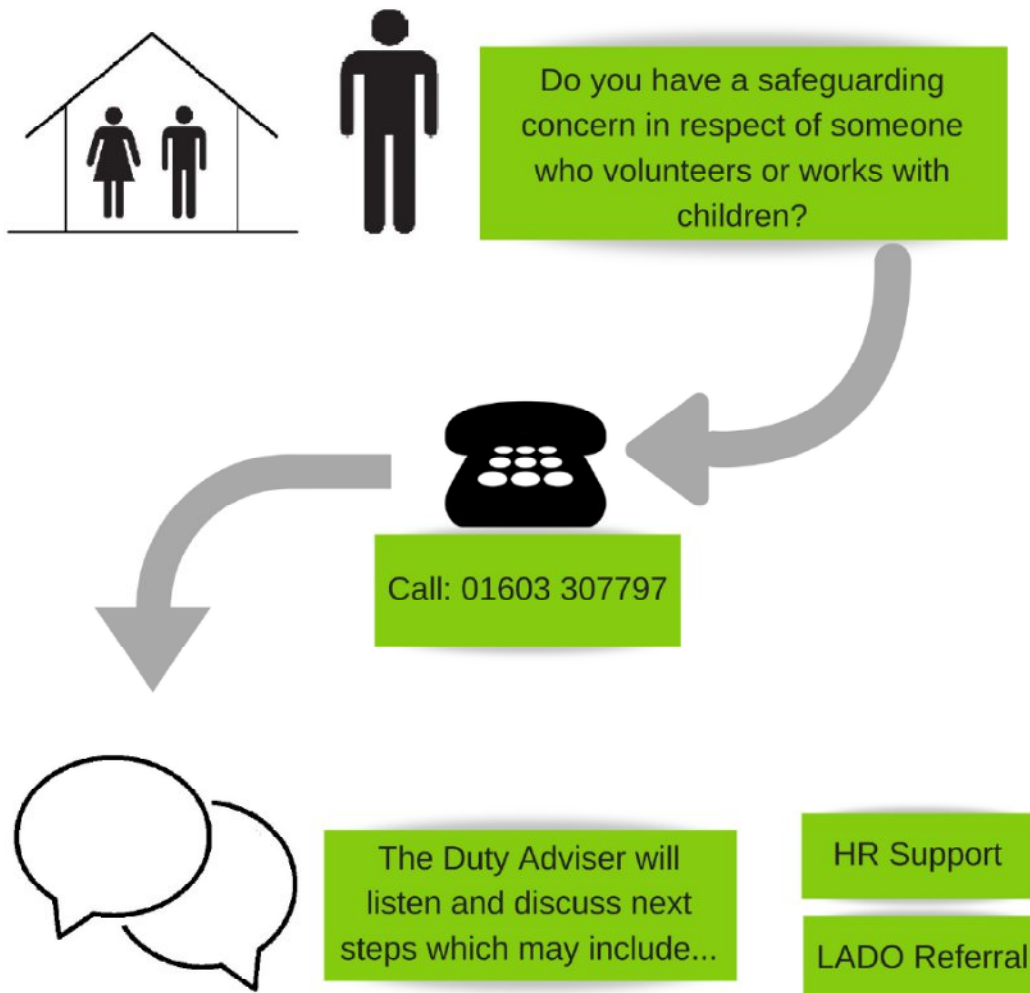 Do you have a safeguarding
concern in respect of someone
who volunteers or works with
children?
Call: 01603 307797
The Duty Adviser will
listen and discuss next
steps which may include...
HR Support
LADO Referral